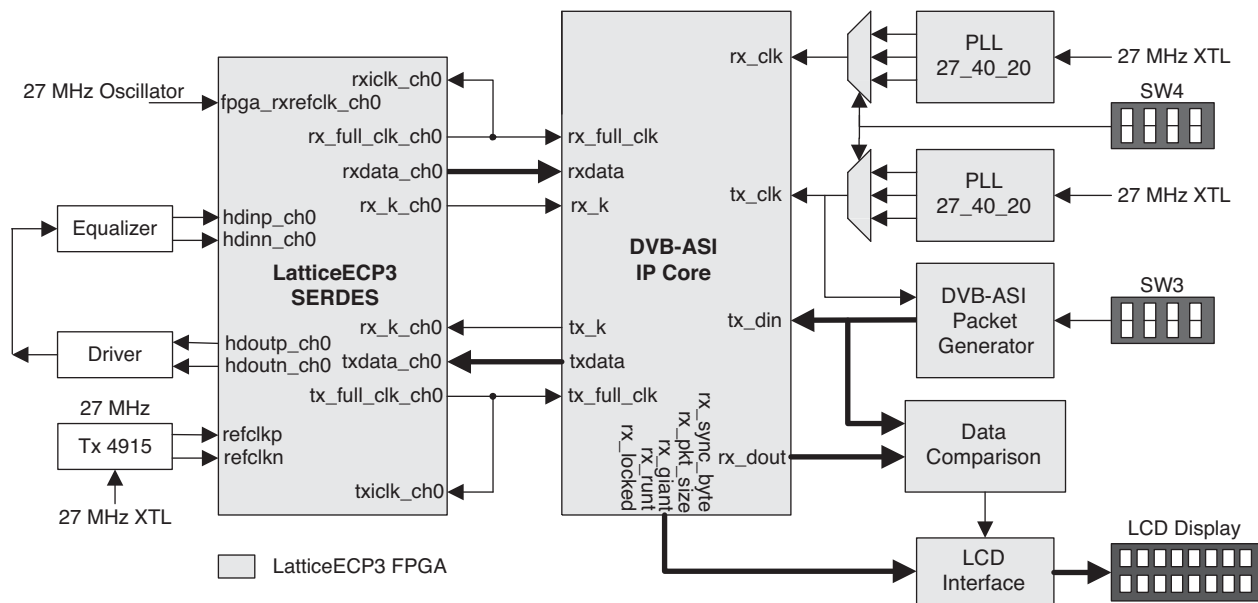 27 MHz Oscillator
Equalizer
Driver
27 MHz
Tx 4915
27 MHz XTL
rxiclk_ch0
fpga_rxrefclk_ch0
rx_full_clk_ch0
rxdata_ch0
rx_k_ch0
hdinp_ch0
hdinn_ch0
LatticeECP3
SERDES
rx_k_ch0
hdoutp_ch0
txdata_ch0
hdoutn_ch0
tx_full_clk_ch0
refclkp
refclkn
txiclk_ch0
LatticeECP3 FPGA
rx_clk
rx_full_clk
rxdata
tx_clk
rx_k
DVB-ASI
IP Core
tx_k
tx_din
txdata
tx_full_clk
rx_locked
rx_runt
rx_giant
rx_pkt_size
rx_sync_byte
rx_dout
PLL
27_40_20
27 MHz XTL
SW4
PLL
27_40_20
27 MHz XTL
DVB-ASI
Packet
Generator
SW3
Data
Comparison
LCD
Interface
LCD Display